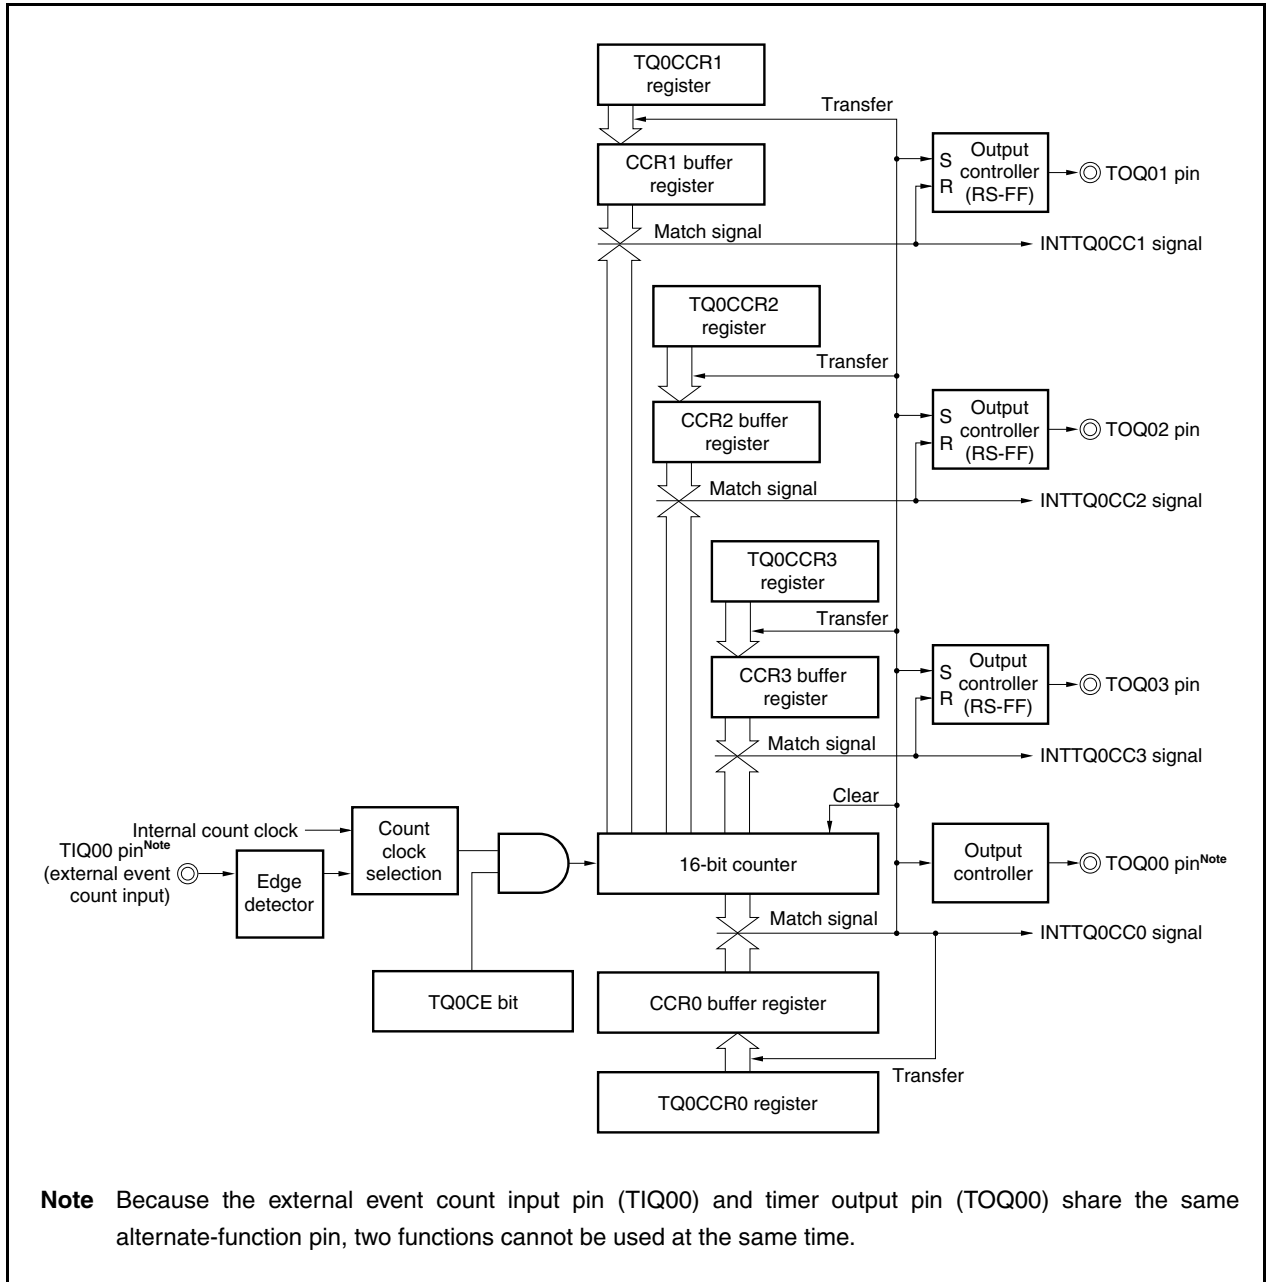 TQ0CCR1
register
Transfer
CCR1 buffer
register
S
R
Output
controller
(RS-FF)
TOQ01 pin
Match signal
INTTQ0CC1 signal
TQ0CCR2
register
Transfer
CCR2 buffer
register
S
R
Output
controller
(RS-FF)
TOQ02 pin
Match signal
INTTQ0CC2 signal
TQ0CCR3
register
Transfer
CCR3 buffer
register
S
R
Output
controller
(RS-FF)
TOQ03 pin
Match signal
INTTQ0CC3 signal
Clear
Internal count clock
TIQ00 pinNote
(external event
count input)
Edge
detector
Count
clock
selection
16-bit counter
Output
controller
TOQ00 pinNote
Match signal
INTTQ0CC0 signal
TQ0CE bit
CCR0 buffer register
Transfer
TQ0CCR0 register
Note Because the external event count input pin (TIQ00) and timer output pin (TOQ00) share the same
alternate-function pin, two functions cannot be used at the same time.